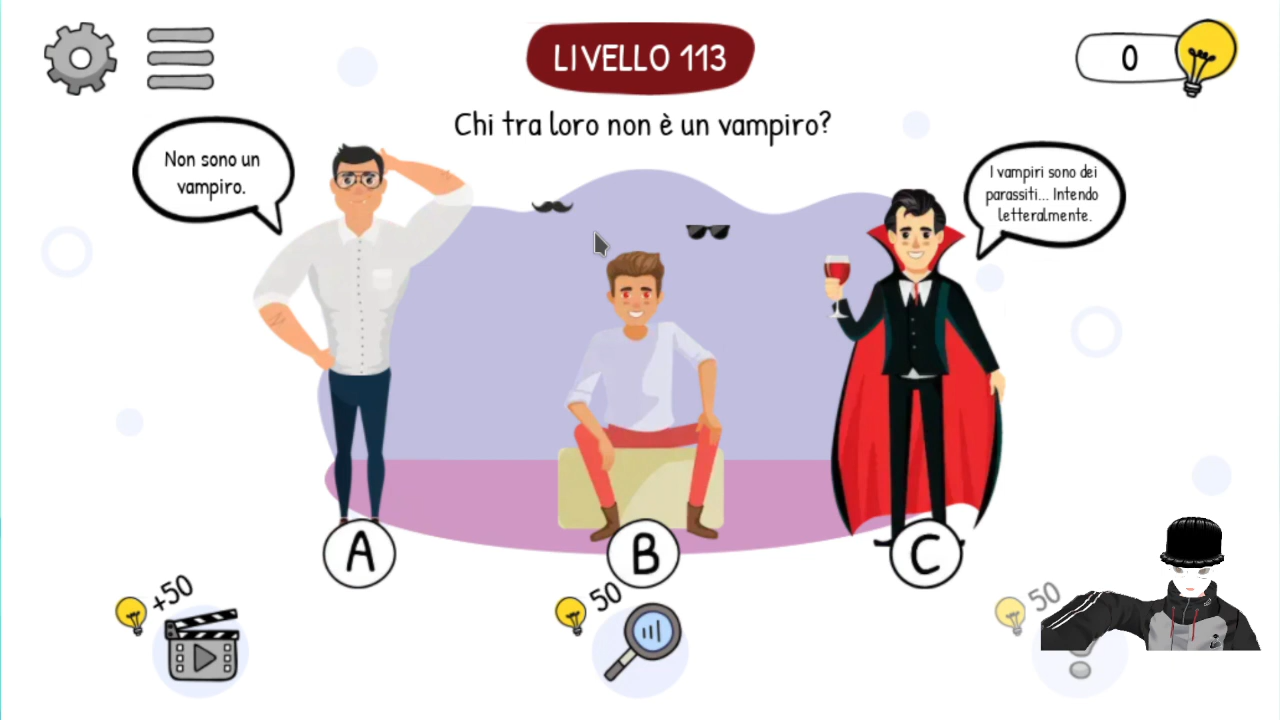 LIVELLO 113
0
Chi tra loro non è un vampiro?
Non sono un
vampiro.
I vampiri sono dei
parassiti... Intendo
letteralmente.
A
B
C
+50
50
50